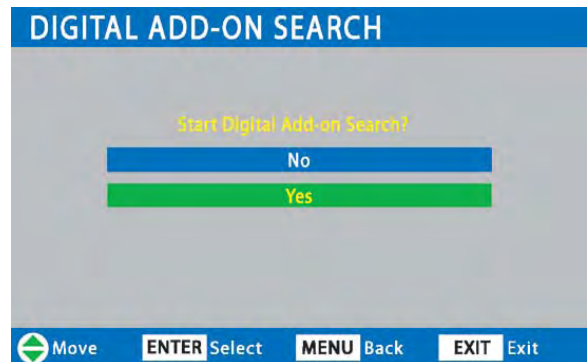 DIGITAL ADD-ON SEARCH
Start Digital Add-on Search?
No
Yes
Move ENTER Select MENU Back EXIT Exit